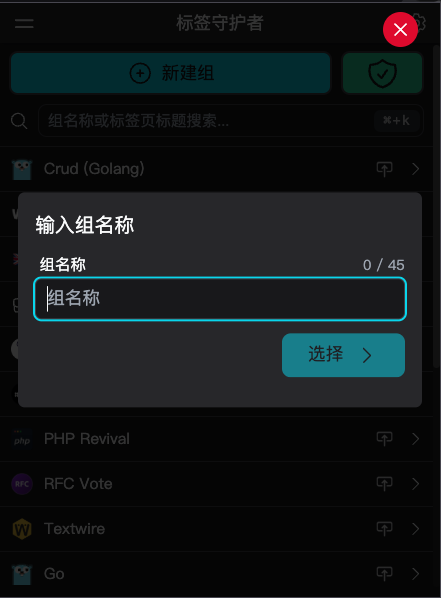 标签守护者
新建组
组名称或标签页标题搜索... ⌘+k
Crud (Golang)
输入组名称
组名称 0 / 45
组名称
选择
php PHP Revival
RFC RFC Vote
Textwire
Go